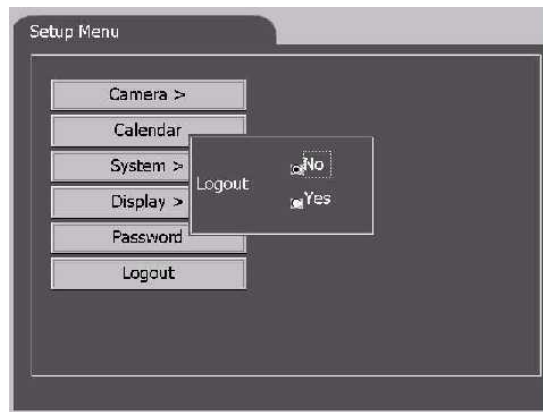 Setup Menu
Camera >
Calendar
System >
Display >
Password
Logout
Logout
No
Yes